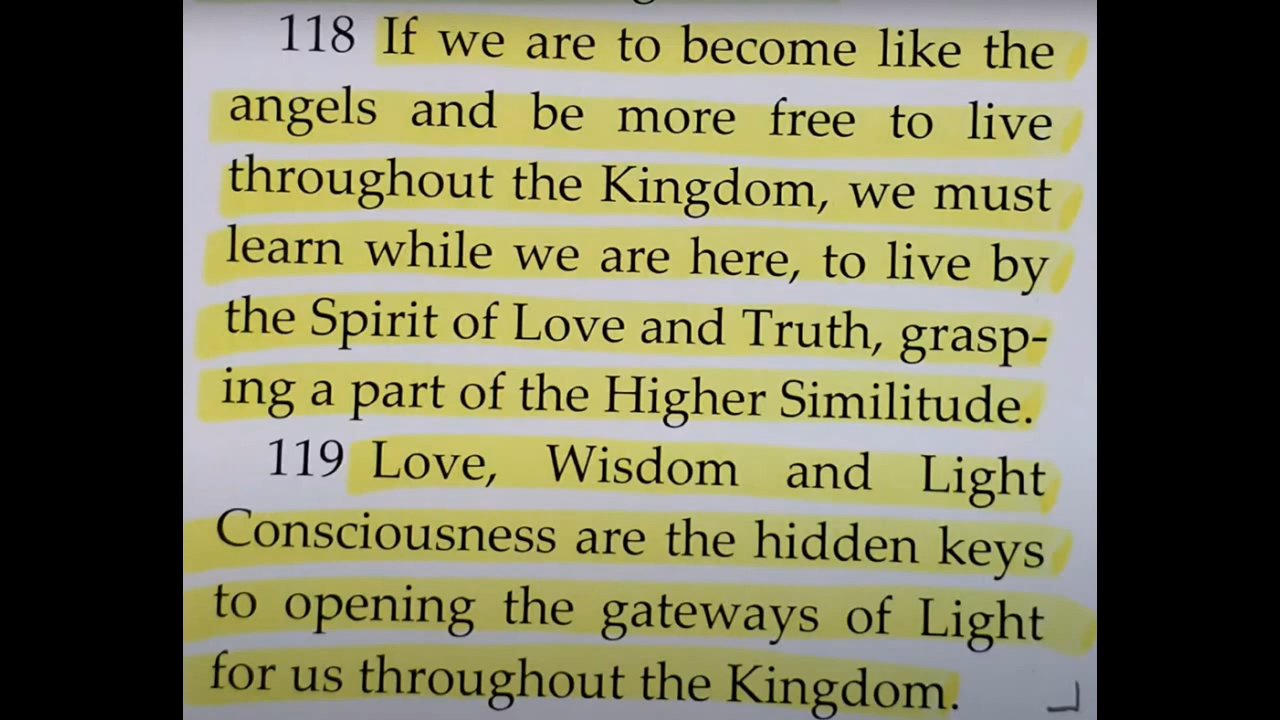 118 If we are to become like the
angels and be more free to live
throughout the Kingdom, we must
learn while we are here, to live by
the Spirit of Love and Truth, grasp-
ing a part of the Higher Similitude.
119 Love, Wisdom and Light
Consciousness are the hidden keys
to opening the gateways of Light
for us throughout the Kingdom.